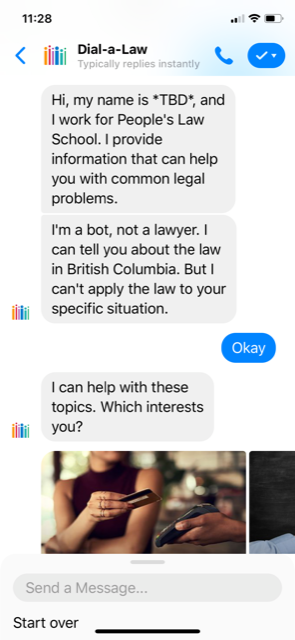 11:28
Dial-a-Law
Typically replies instantly
Hi, my name is *TBD*, and
I work for People's Law
School. I provide
information that can help
you with common legal
problems.
I'm a bot, not a lawyer. I
can tell you about the law
in British Columbia. But I
can't apply the law to your
specific situation.
Okay
I can help with these
topics. Which interests
you?
Send a Message...
Start over